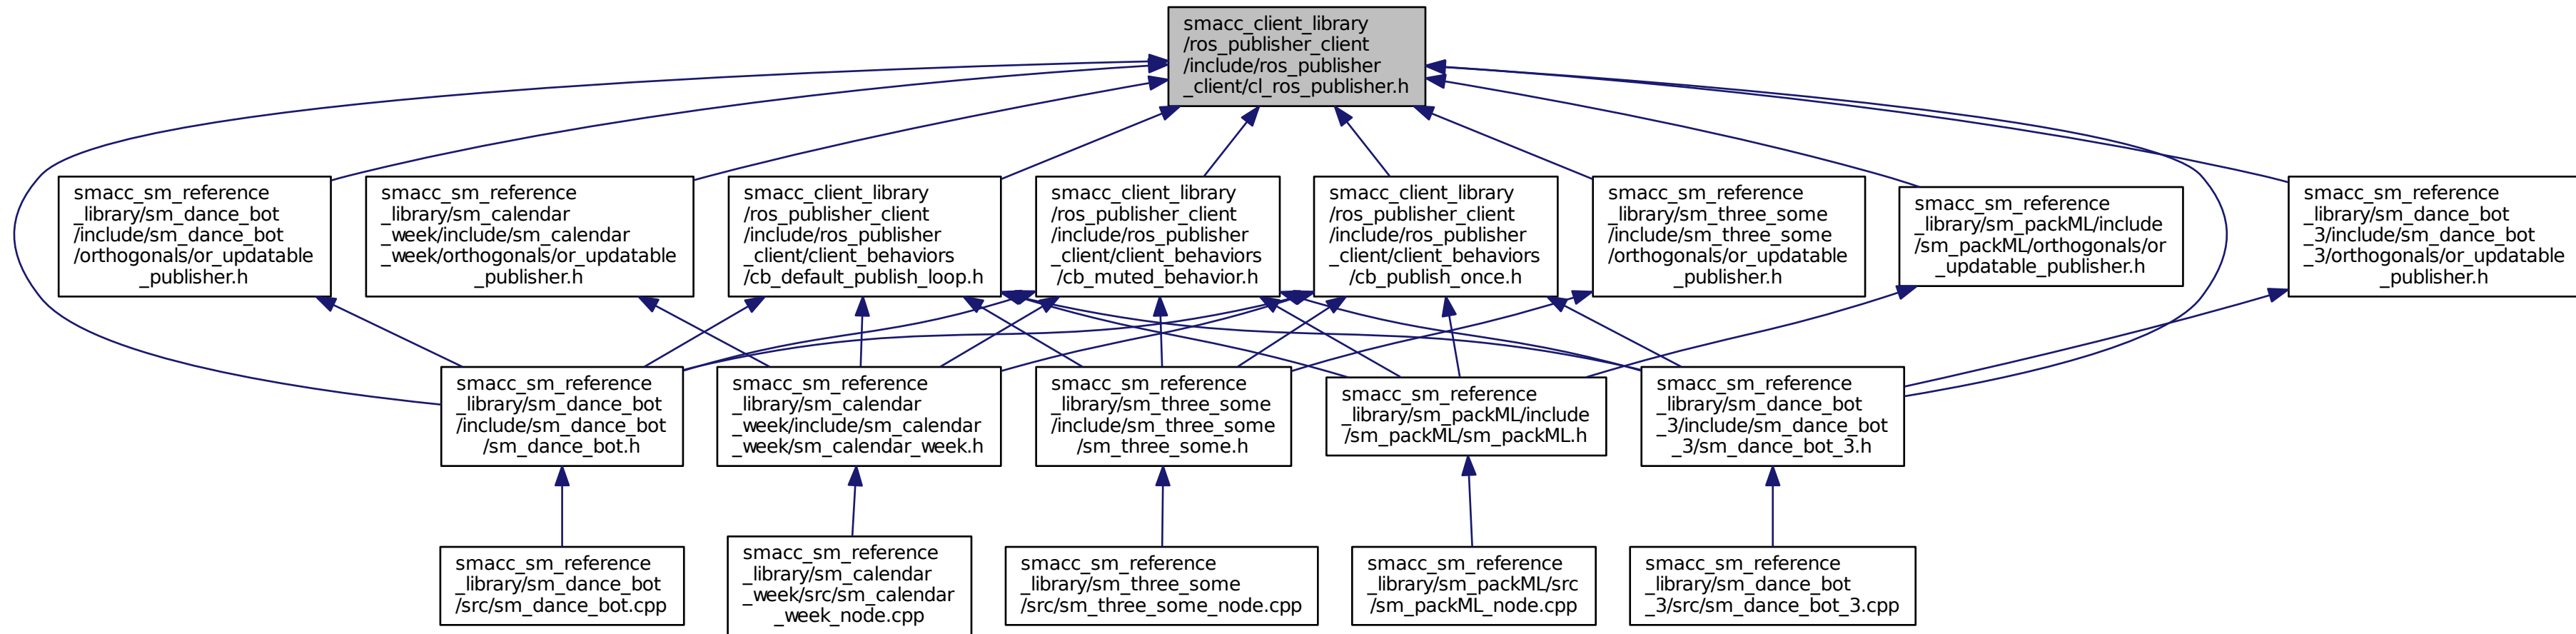 smacc_client_library
/ros_publisher_client
/include/ros_publisher
_client/cl_ros_publisher.h
smacc_sm_reference
_library/sm_dance_bot
/include/sm_dance_bot
/orthogonals/or_updatable
_publisher.h
smacc_sm_reference
_library/sm_calendar
_week/include/sm_calendar
_week/orthogonals/or_updatable
_publisher.h
smacc_client_library
/ros_publisher_client
/include/ros_publisher
_client/client_behaviors
/cb_default_publish_loop.h
smacc_client_library
/ros_publisher_client
/include/ros_publisher
_client/client_behaviors
/cb_muted_behavior.h
smacc_client_library
/ros_publisher_client
/include/ros_publisher
_client/client_behaviors
/cb_publish_once.h
smacc_sm_reference
_library/sm_three_some
/include/sm_three_some
/orthogonals/or_updatable
_publisher.h
smacc_sm_reference
_library/sm_packML/include
/sm_packML/orthogonals/or
_updatable_publisher.h
smacc_sm_reference
_library/sm_dance_bot
_3/include/sm_dance_bot
_3/orthogonals/or_updatable
_publisher.h
smacc_sm_reference
_library/sm_dance_bot
/include/sm_dance_bot
/sm_dance_bot.h
smacc_sm_reference
_library/sm_calendar
_week/include/sm_calendar
_week/sm_calendar_week.h
smacc_sm_reference
_library/sm_three_some
/include/sm_three_some
/sm_three_some.h
smacc_sm_reference
_library/sm_packML/include
/sm_packML/sm_packML.h
smacc_sm_reference
_library/sm_dance_bot
_3/include/sm_dance_bot
_3/sm_dance_bot_3.h
smacc_sm_reference
_library/sm_dance_bot
/src/sm_dance_bot.cpp
smacc_sm_reference
_library/sm_calendar
_week/src/sm_calendar
_week_node.cpp
smacc_sm_reference
_library/sm_three_some
/src/sm_three_some_node.cpp
smacc_sm_reference
_library/sm_packML/src
/sm_packML_node.cpp
smacc_sm_reference
_library/sm_dance_bot
_3/src/sm_dance_bot_3.cpp